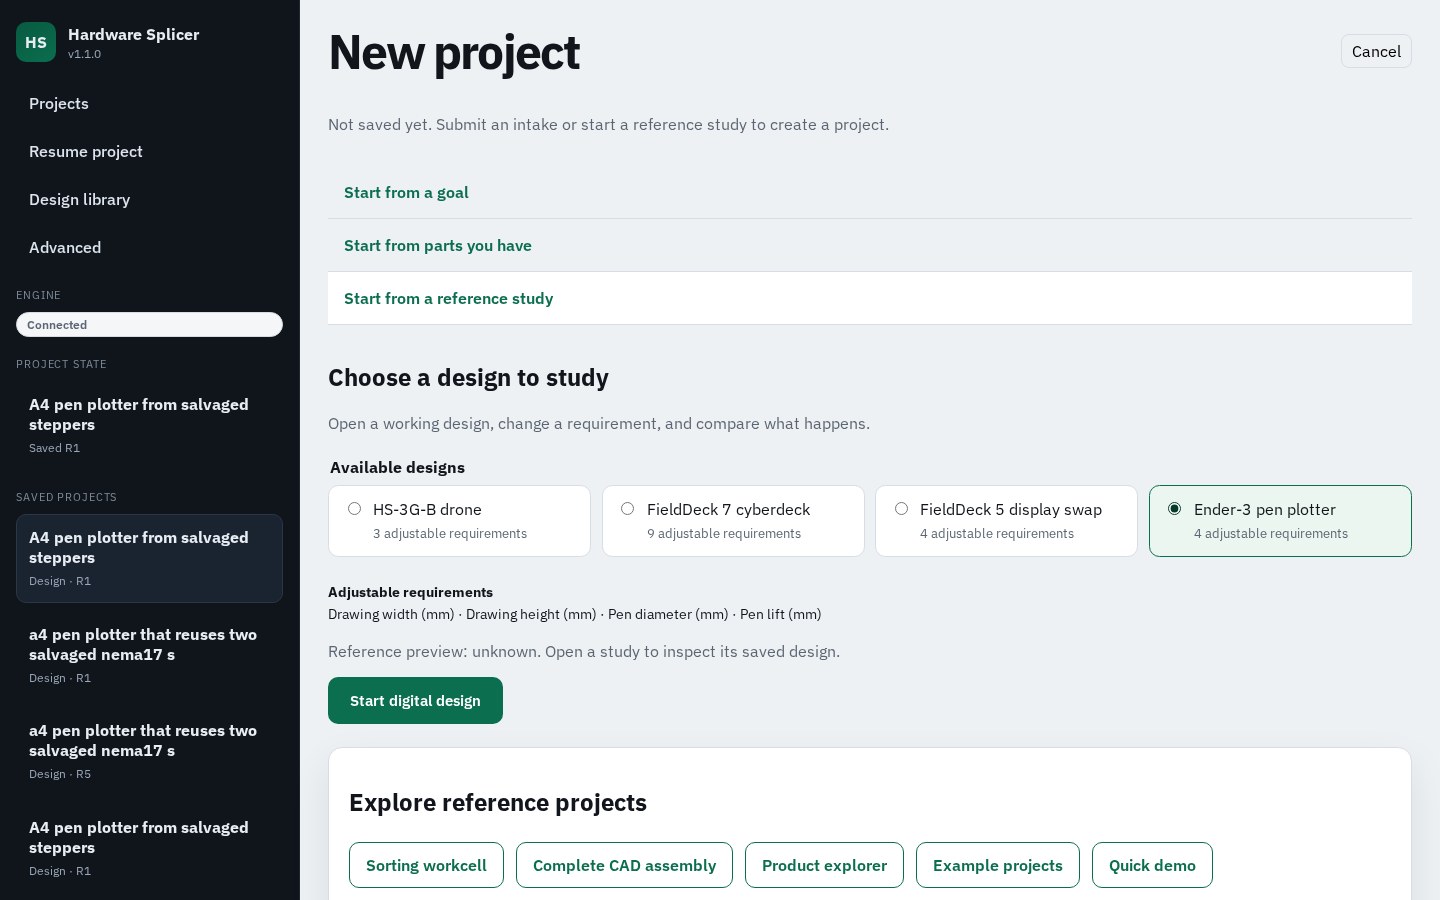 HS
Hardware Splicer
v1.1.0
Projects
Resume project
Design library
Advanced
ENGINE
Connected
PROJECT STATE
A4 pen plotter from salvaged
steppers
Saved R1
SAVED PROJECTS
A4 pen plotter from salvaged
steppers
Design · R1
a4 pen plotter that reuses two
salvaged nema17 s
Design · R1
a4 pen plotter that reuses two
salvaged nema17 s
Design · R5
A4 pen plotter from salvaged
steppers
Design · R1
New project
Cancel
Not saved yet. Submit an intake or start a reference study to create a project.
Start from a goal
Start from parts you have
Start from a reference study
Choose a design to study
Open a working design, change a requirement, and compare what happens.
Available designs
HS-3G-B drone
3 adjustable requirements
FieldDeck 7 cyberdeck
9 adjustable requirements
FieldDeck 5 display swap
4 adjustable requirements
Ender-3 pen plotter
4 adjustable requirements
Adjustable requirements
Drawing width (mm) · Drawing height (mm) · Pen diameter (mm) · Pen lift (mm)
Reference preview: unknown. Open a study to inspect its saved design.
Start digital design
Explore reference projects
Sorting workcell
Complete CAD assembly
Product explorer
Example projects
Quick demo